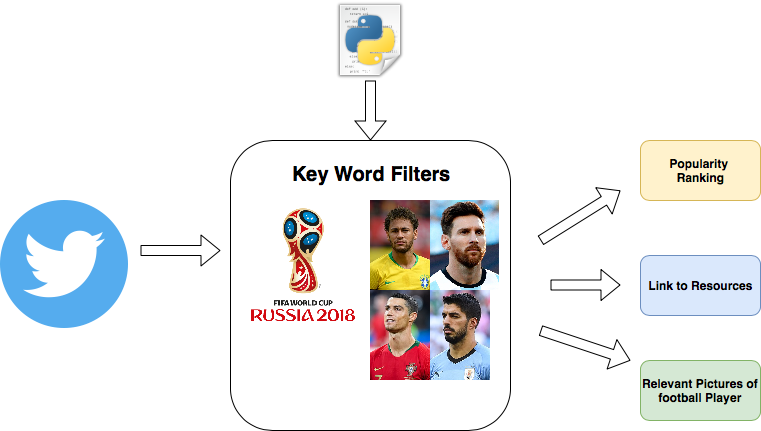 Key Word Filters
FIFA WORLD CUP
RUSSIA 2018
Popularity
Ranking
Link to Resources
Relevant Pictures of
football Player